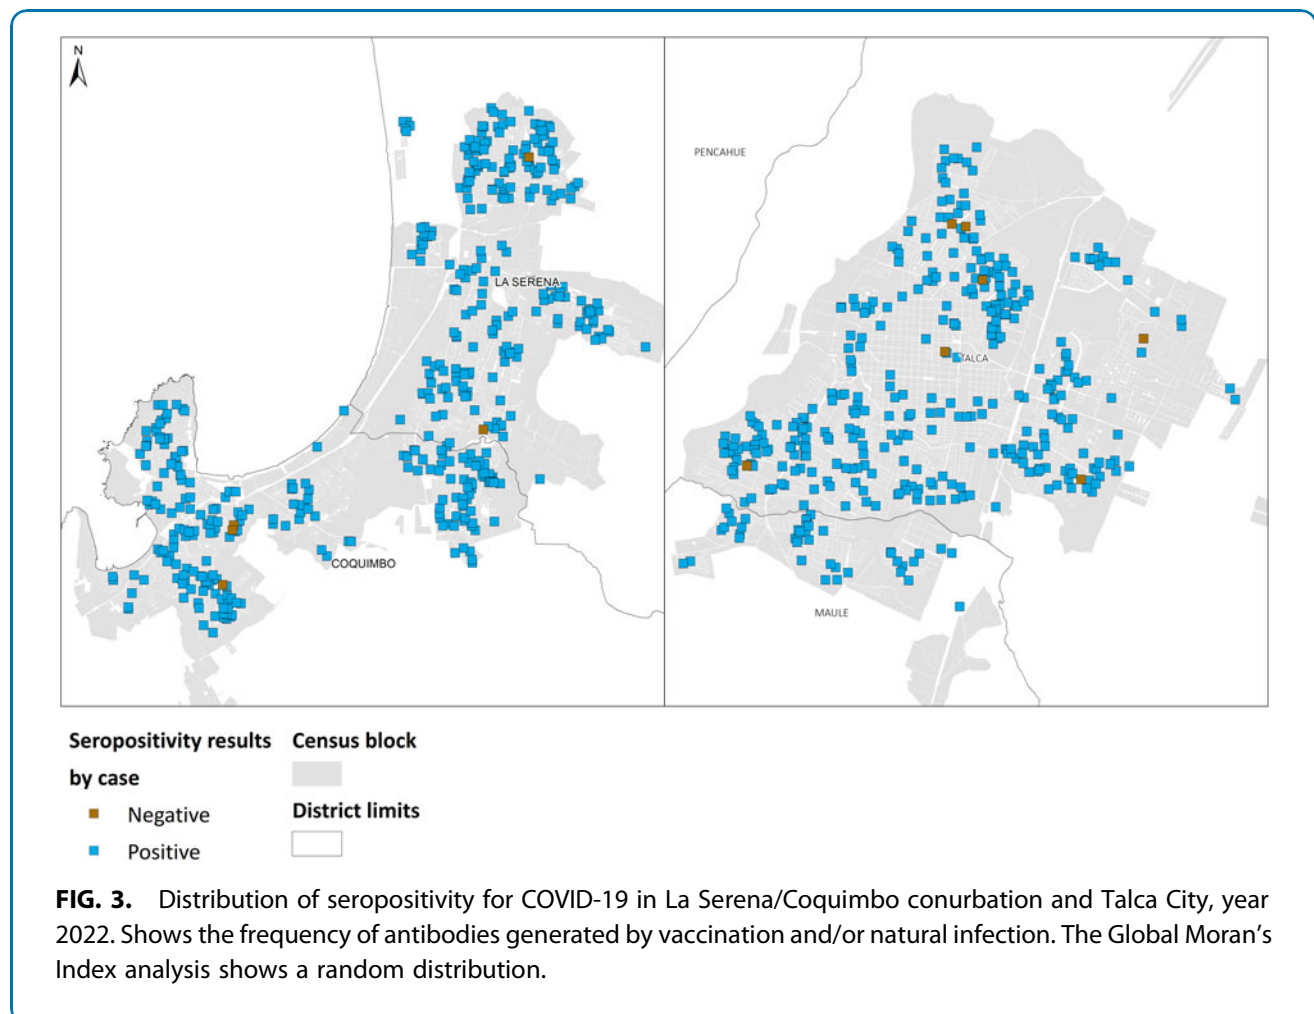 N
PENCAHUE
LA SERENA
TALCA
COQUIMBO
MAULE
Seropositivity results
by case
Negative
Positive
Census block
District limits
FIG. 3. Distribution of seropositivity for COVID-19 in La Serena/Coquimbo conurbation and Talca City, year
2022. Shows the frequency of antibodies generated by vaccination and/or natural infection. The Global Moran’s
Index analysis shows a random distribution.